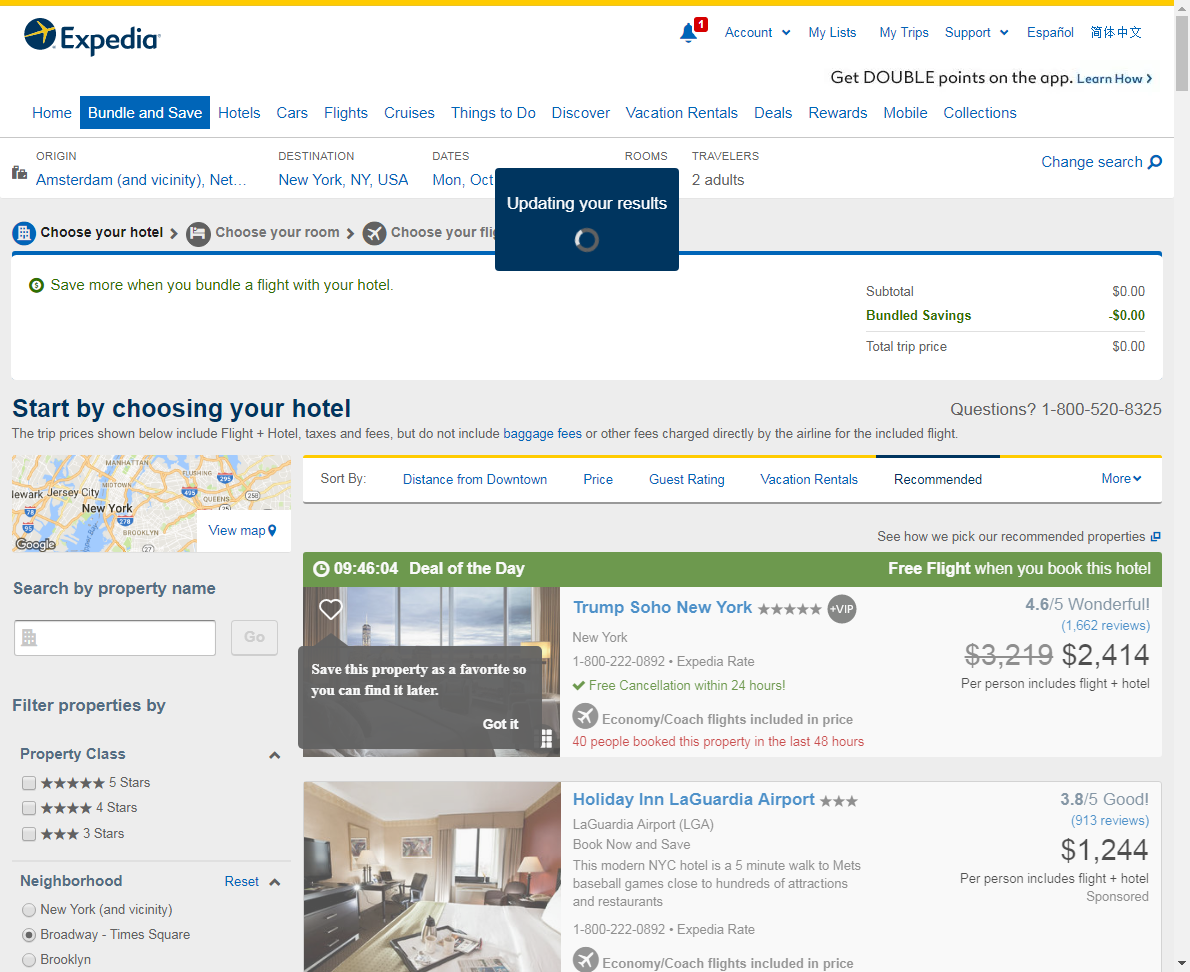 Expedia
1
Account
My Lists
My Trips
Support
Español
简体中文
Get DOUBLE points on the app. Learn How
Home
Bundle and Save
Hotels
Cars
Flights
Cruises
Things to Do
Discover
Vacation Rentals
Deals
Rewards
Mobile
Collections
ORIGIN
Amsterdam (and vicinity), Net...
DESTINATION
New York, NY, USA
DATES
Mon, Oct
ROOMS
TRAVELERS
2 adults
Change search
Updating your results
Choose your hotel
Choose your room
Choose your flig
Save more when you bundle a flight with your hotel.
Subtotal $0.00
Bundled Savings -$0.00
Total trip price $0.00
Start by choosing your hotel
Questions? 1-800-520-8325
The trip prices shown below include Flight + Hotel, taxes and fees, but do not include baggage fees or other fees charged directly by the airline for the included flight.
MANHATTAN
FLUSHING
295
lewark
Jersey City
MIDTOWN
495
QUEENS
258
78
New York
278
95
BROOKLYN
27
Google
View map
Sort By:
Distance from Downtown
Price
Guest Rating
Vacation Rentals
Recommended
More
See how we pick our recommended properties
Search by property name
Go
Filter properties by
Property Class
5 Stars
4 Stars
3 Stars
Neighborhood
Reset
New York (and vicinity)
Broadway - Times Square
Brooklyn
09:46:04 Deal of the Day
Free Flight when you book this hotel
Save this property as a favorite so
you can find it later.
Got it
Trump Soho New York
+VIP
New York
1-800-222-0892 • Expedia Rate
Free Cancellation within 24 hours!
Economy/Coach flights included in price
40 people booked this property in the last 48 hours
4.6/5 Wonderful!
(1,662 reviews)
$3,219 $2,414
Per person includes flight + hotel
Holiday Inn LaGuardia Airport
LaGuardia Airport (LGA)
Book Now and Save
This modern NYC hotel is a 5 minute walk to Mets
baseball games close to hundreds of attractions
and restaurants
1-800-222-0892 • Expedia Rate
Economy/Coach flights included in price
3.8/5 Good!
(913 reviews)
$1,244
Per person includes flight + hotel
Sponsored